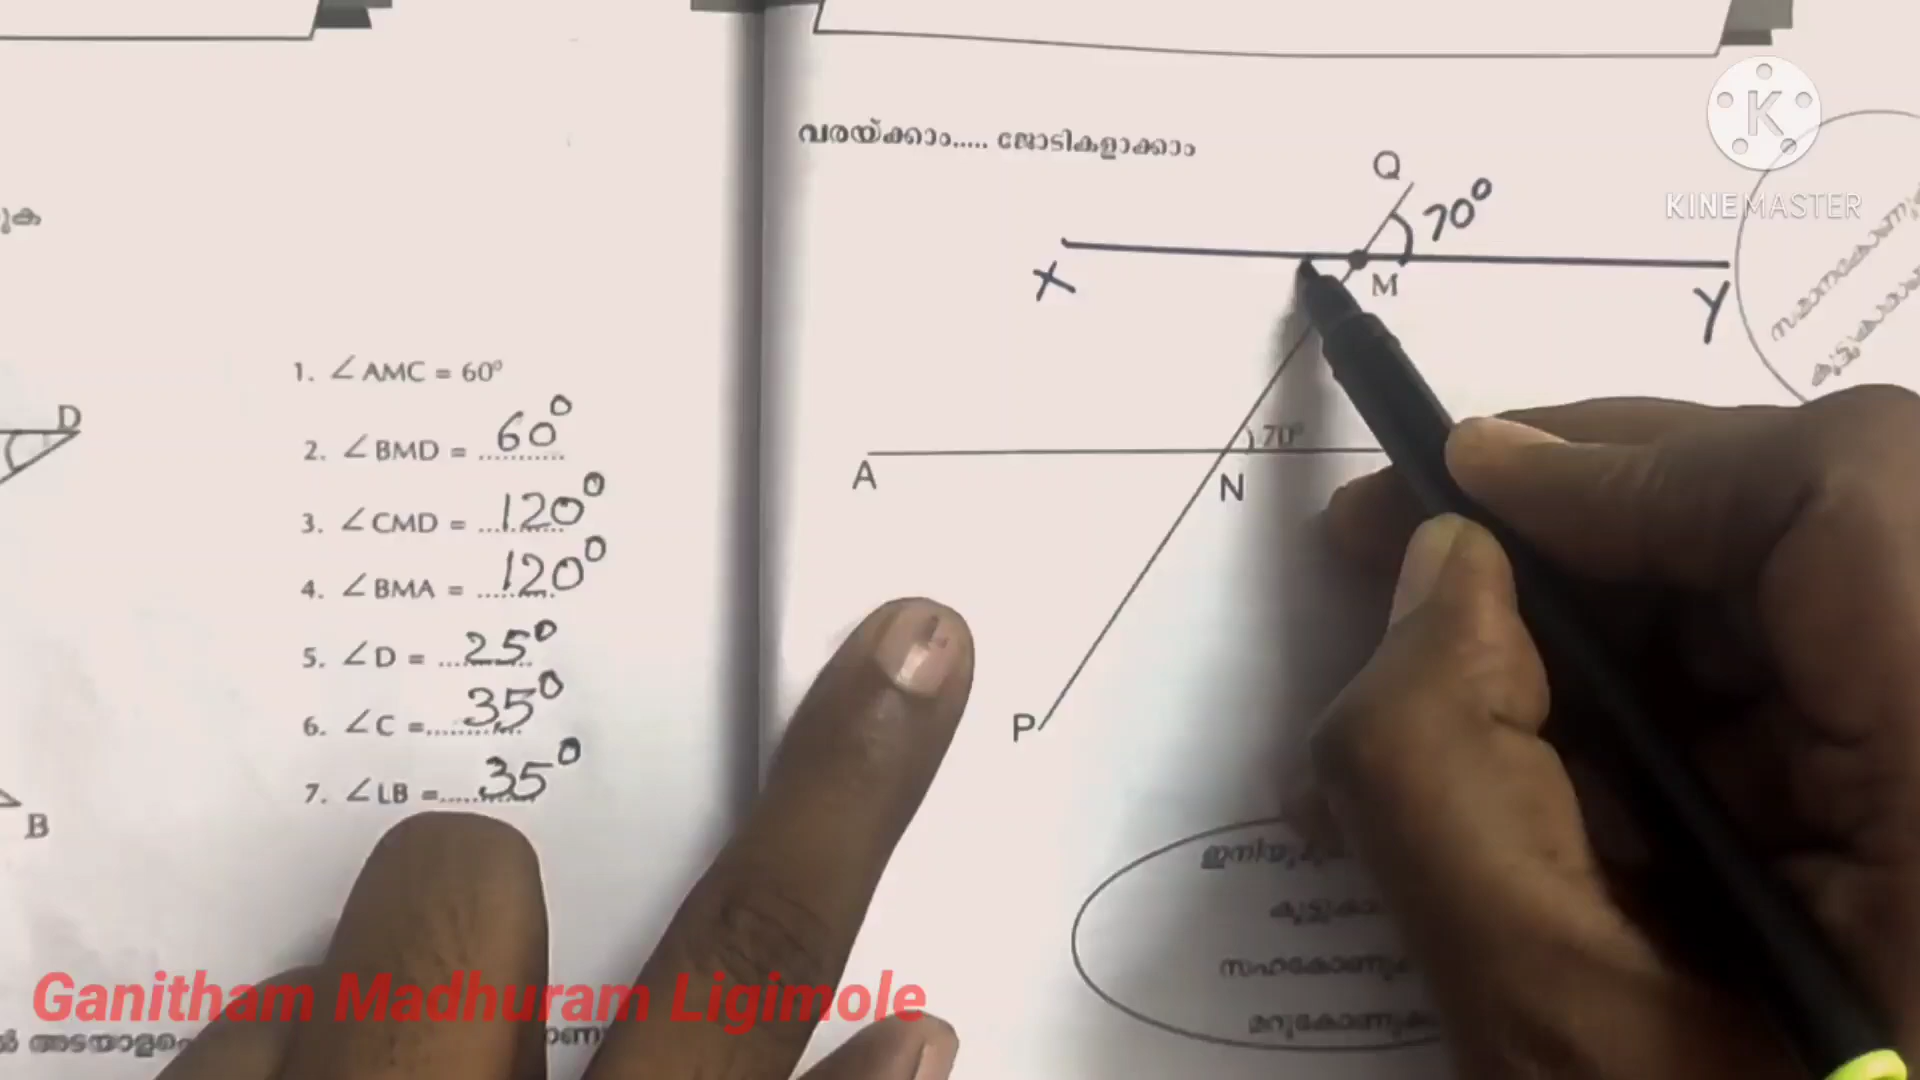 D
B
1. ∠AMC = 60°
2. ∠BMD = 60°
3. ∠CMD = 120°
4. ∠BMA = 120°
5. ∠D = 25°
6. ∠C = 35°
7. ∠LB = 35°
വരയ്ക്കാം..... ജോടികളാക്കാം
Q
70°
X
M
Y
70°
A
N
P
KINEMASTER
Ganitham Madhuram Ligimole